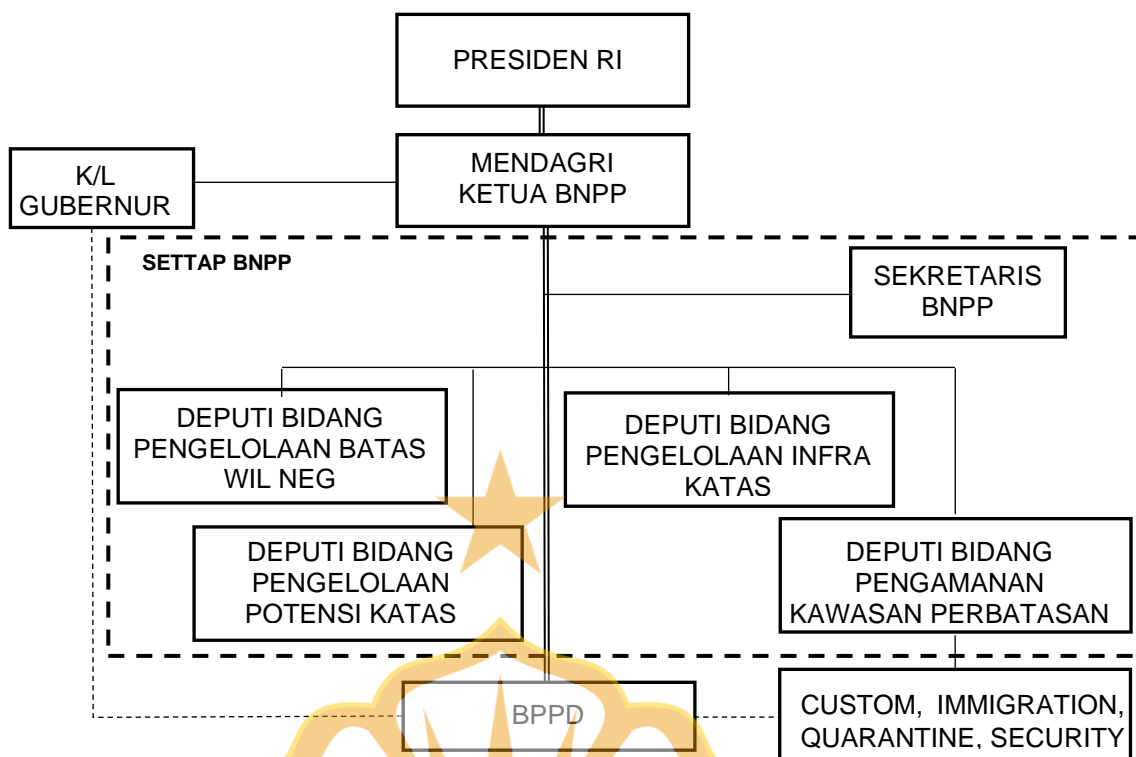 PRESIDEN RI
MENDAGRI
KETUA BNPP
K/L
GUBERNUR
SETTAP BNPP
SEKRETARIS
BNPP
DEPUTI BIDANG
PENGELOLAAN BATAS
WIL NEG
DEPUTI BIDANG
PENGELOLAAN INFRA
KATAS
DEPUTI BIDANG
PENGELOLAAN
POTENSI KATAS
DEPUTI BIDANG
PENGAMANAN
KAWASAN PERBATASAN
BPPD
CUSTOM, IMMIGRATION,
QUARANTINE, SECURITY